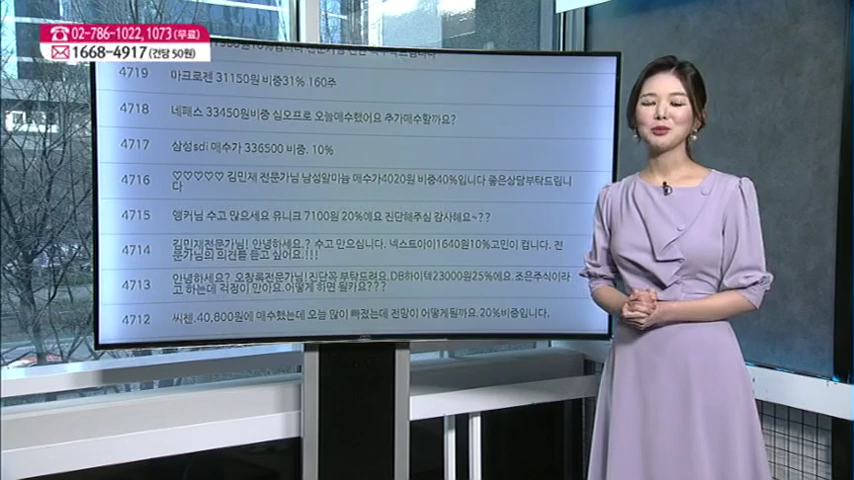 02-786-1022, 1073 (무료)
1668-4917 (건당 50원)
4719 마크로젠 31150원 비중31% 160주
4718 네패스 33450원비중 십오프로 오늘매수했어요 추가매수할까요?
4717 삼성sdi 매수가 336500 비중. 10%
4716 ♡♡♡♡♡ 김민재 전문가님 남성알미늄 매수가4020원 비중40%입니다 좋은상담부탁드립니
다
4715 앵커님 수고 많으세요 유니크 7100원 20%에요 진단해주심 감사해요~??
4714 김민재전문가님! 안녕하세요.? 수고 만으십니다. 넥스트아이1640원10%고민이 컴니다. 전
문가님의 의견를 듣고 싶어요.!!!
4713 안녕하세요? 오창록전문가님!진단꼭 부탁드려요.DB하이텍23000원25%에요. 조은주식이라
고 하는데 걱정이 만아요.어떻게 하면 될카요???
4712 씨젠.40,800원에 매수했는데 오늘 많이 빠졌는데 전망이 어떻게될까요.20%비중입니다.